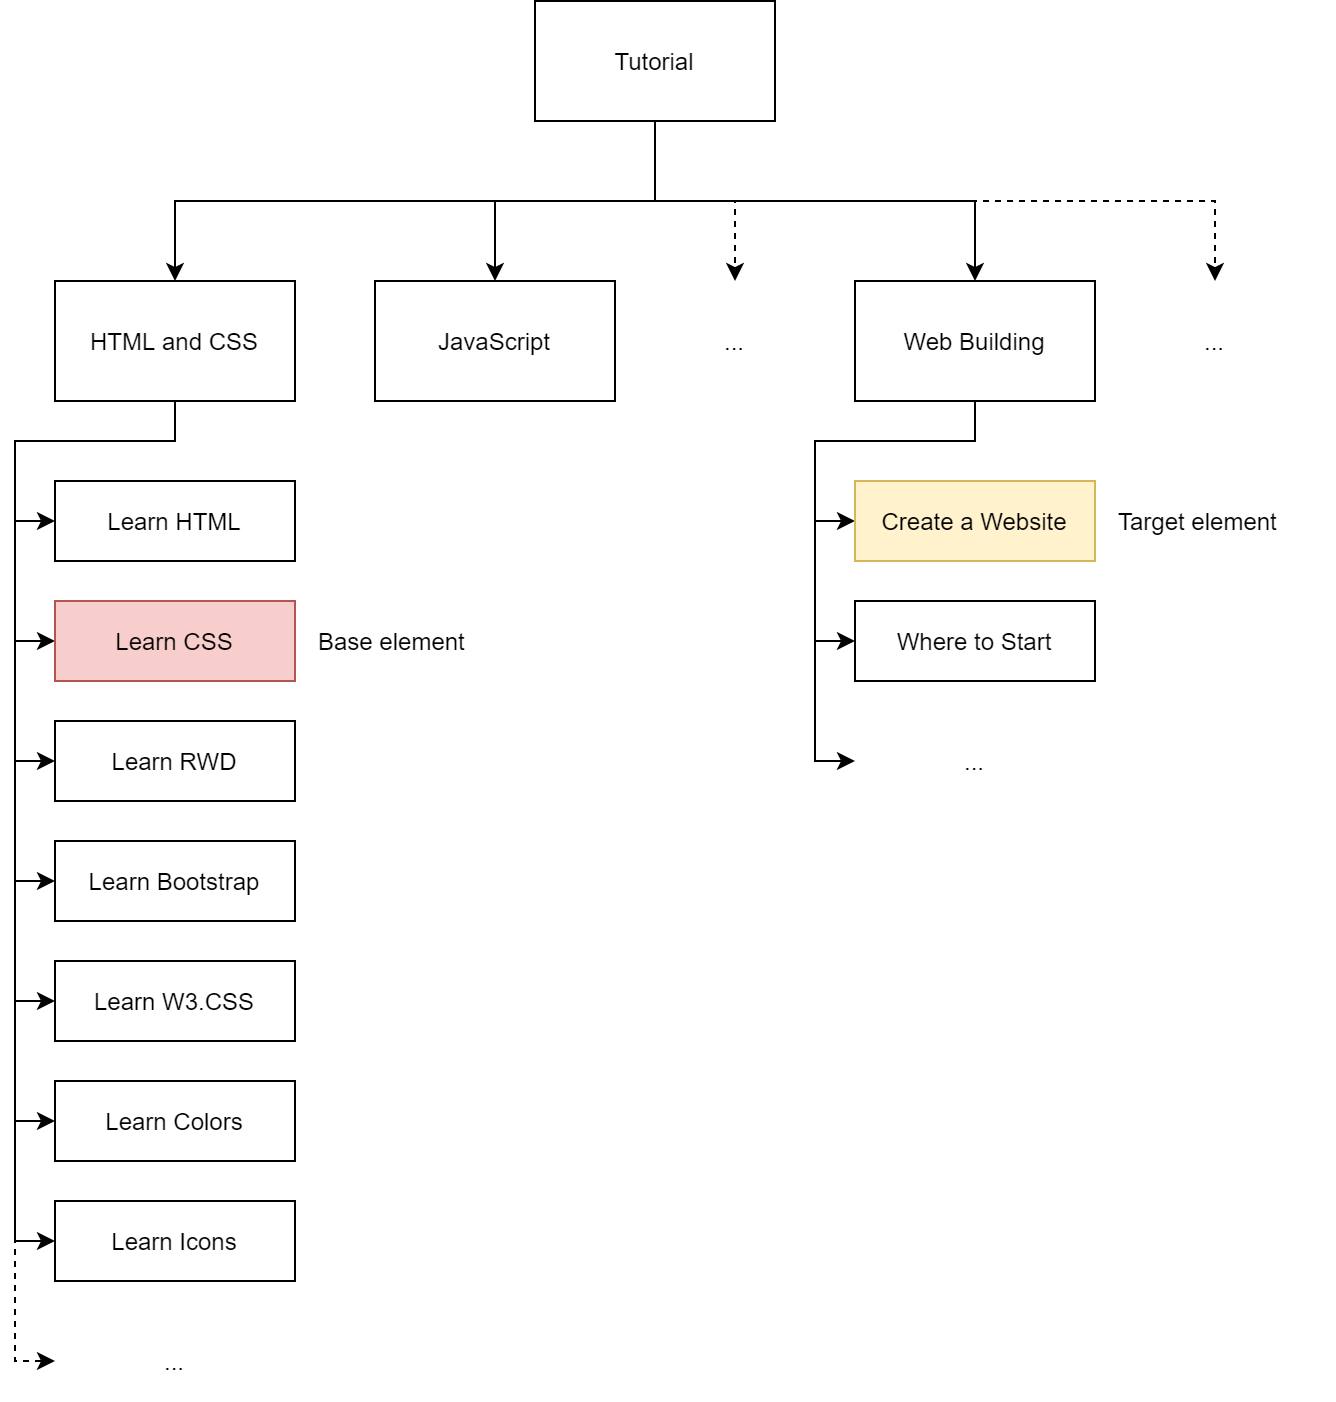 Tutorial
HTML and CSS
JavaScript
...
Web Building
...
Learn HTML
Create a Website
Target element
Learn CSS
Base element
Where to Start
Learn RWD
...
Learn Bootstrap
Learn W3.CSS
Learn Colors
Learn Icons
...